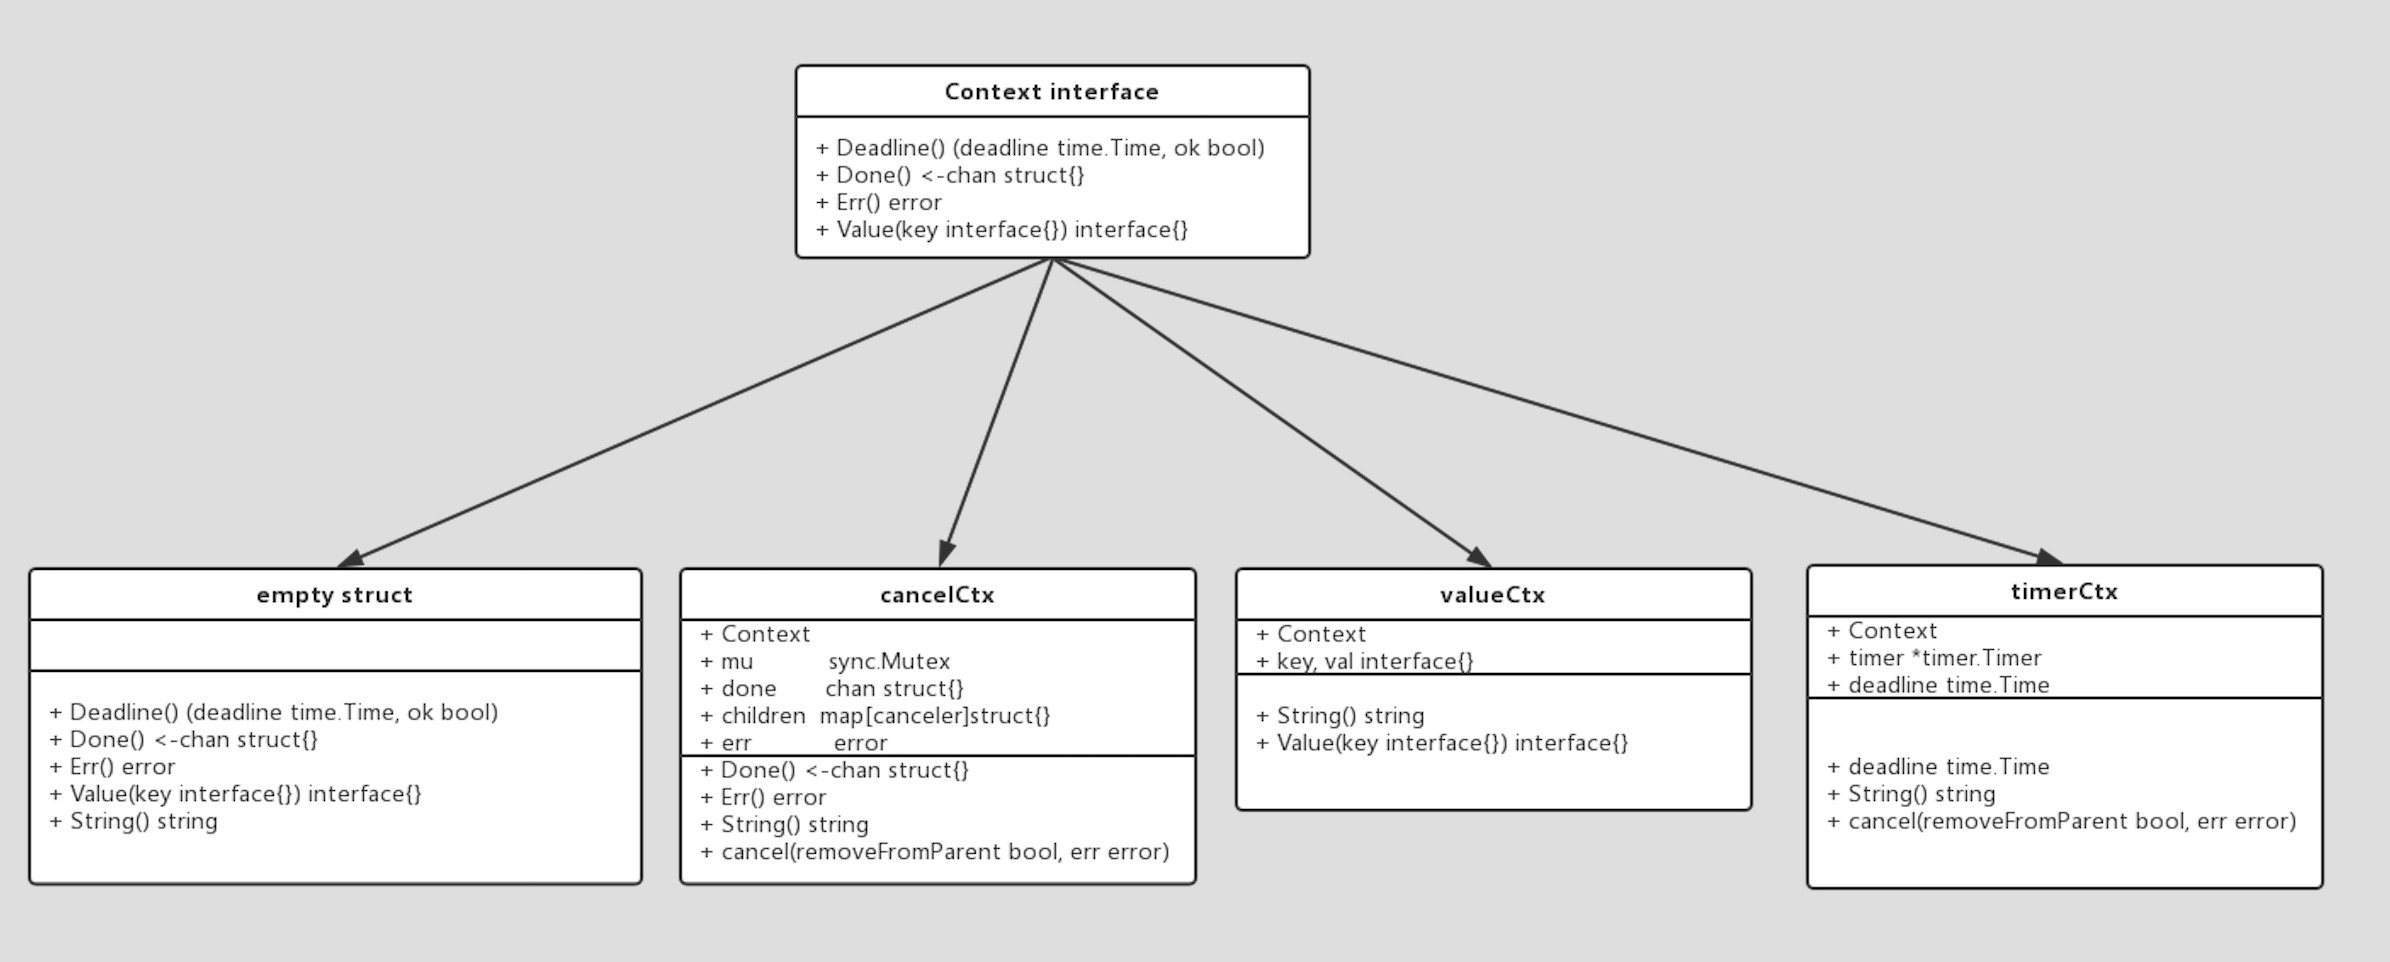 Context interface
+ Deadline() (deadline time.Time, ok bool)
+ Done() <-chan struct{}
+ Err() error
+ Value(key interface{}) interface{}
empty struct
+ Deadline() (deadline time.Time, ok bool)
+ Done() <-chan struct{}
+ Err() error
+ Value(key interface{}) interface{}
+ String() string
cancelCtx
+ Context
+ mu sync.Mutex
+ done chan struct{}
+ children map[canceler]struct{}
+ err error
+ Done() <-chan struct{}
+ Err() error
+ String() string
+ cancel(removeFromParent bool, err error)
valueCtx
+ Context
+ key, val interface{}
+ String() string
+ Value(key interface{}) interface{}
timerCtx
+ Context
+ timer *timer.Timer
+ deadline time.Time
+ deadline time.Time
+ String() string
+ cancel(removeFromParent bool, err error)